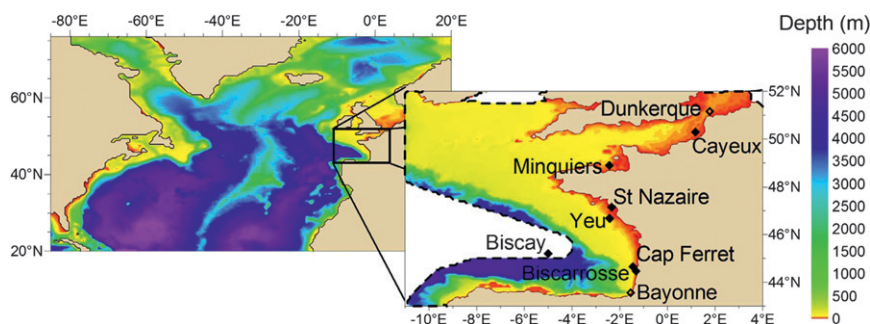 -80°E -60°E -40°E -20°E 0°E 20°E
Depth (m)
60°N
40°N
20°N
52°N
50°N
48°N
46°N
44°N
-10°E -8°E -6°E -4°E -2°E 0°E 2°E 4°E
Dunkerque
Cayeux
Minquiers
St Nazaire
Yeu
Biscay
Cap Ferret
Biscarrosse
Bayonne
6000
5500
5000
4500
4000
3500
3000
2500
2000
1500
1000
500
0